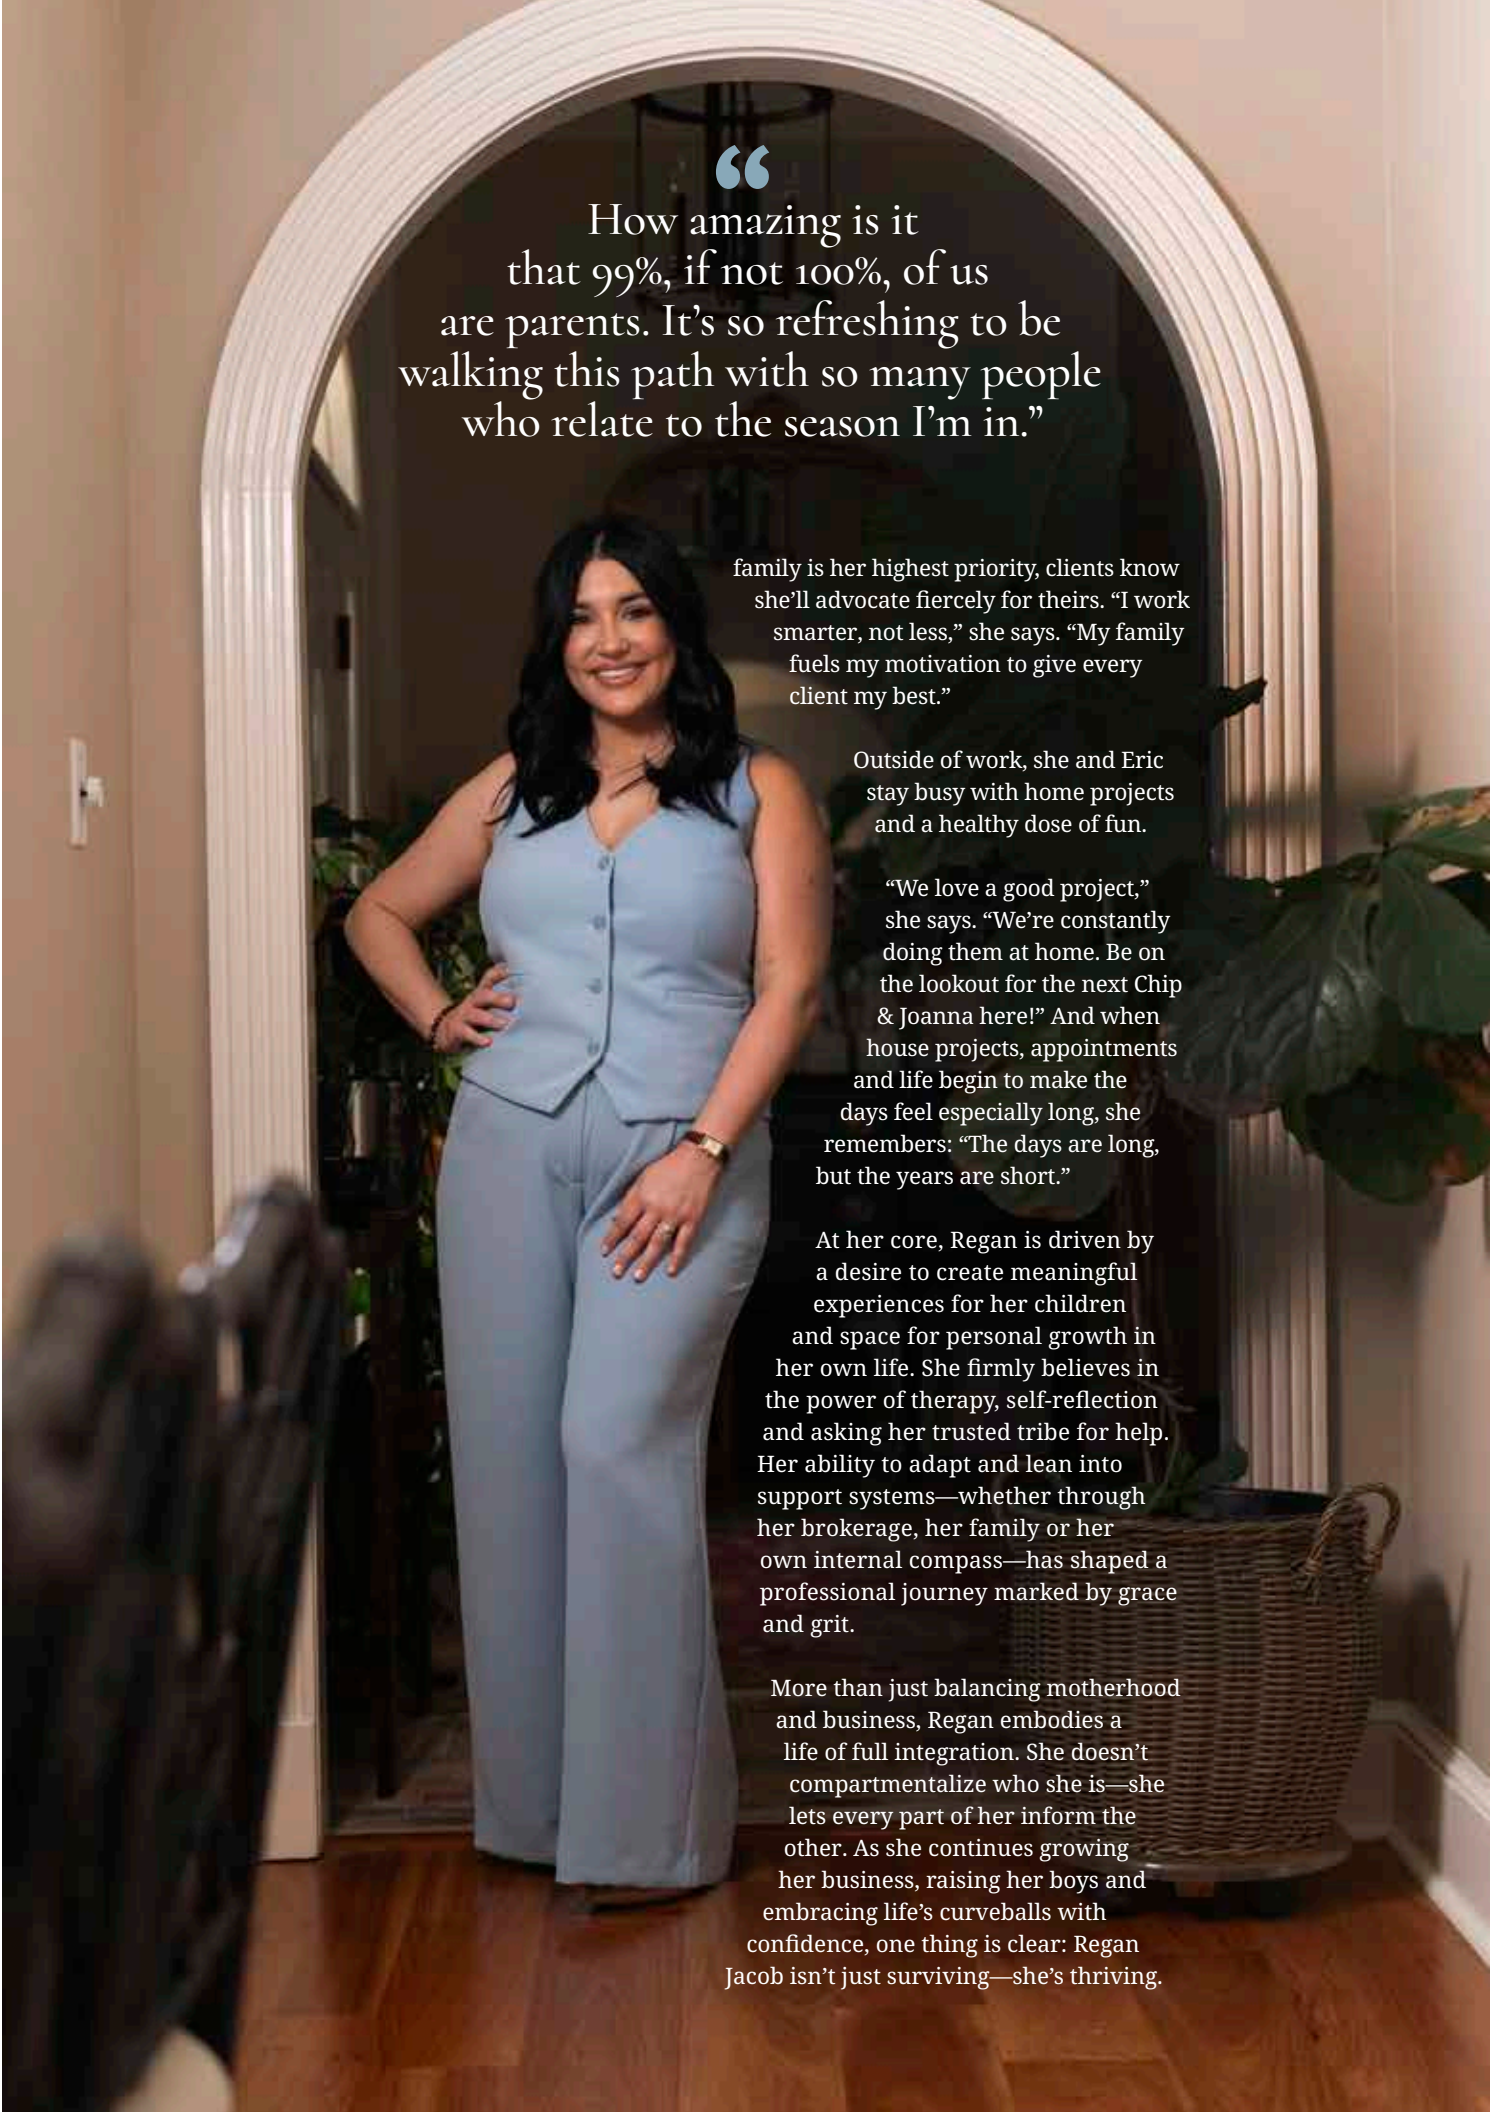 “
How amazing is it
that 99%, if not 100%, of us
are parents. It’s so refreshing to be
walking this path with so many people
who relate to the season I’m in.”
family is her highest priority, clients know
she’ll advocate fiercely for theirs. “I work
smarter, not less,” she says. “My family
fuels my motivation to give every
client my best.”
Outside of work, she and Eric
stay busy with home projects
and a healthy dose of fun.
“We love a good project,”
she says. “We’re constantly
doing them at home. Be on
the lookout for the next Chip
& Joanna here!” And when
house projects, appointments
and life begin to make the
days feel especially long, she
remembers: “The days are long,
but the years are short.”
At her core, Regan is driven by
a desire to create meaningful
experiences for her children
and space for personal growth in
her own life. She firmly believes in
the power of therapy, self-reflection
and asking her trusted tribe for help.
Her ability to adapt and lean into
support systems—whether through
her brokerage, her family or her
own internal compass—has shaped a
professional journey marked by grace
and grit.
More than just balancing motherhood
and business, Regan embodies a
life of full integration. She doesn’t
compartmentalize who she is—she
lets every part of her inform the
other. As she continues growing
her business, raising her boys and
embracing life’s curveballs with
confidence, one thing is clear: Regan
Jacob isn’t just surviving—she’s thriving.